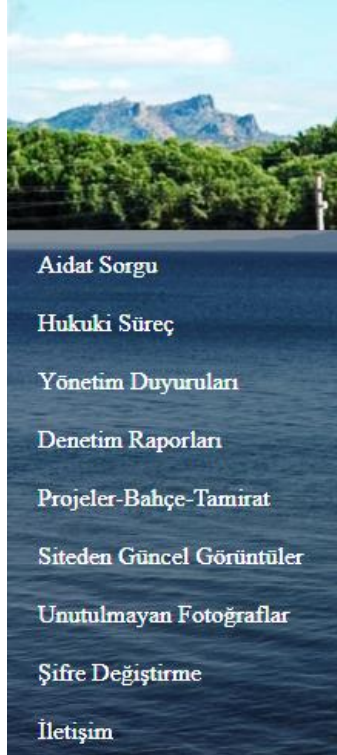 Aidat Sorgu
Hukuki Süreç
Yönetim Duyuruları
Denetim Raporları
Projeler-Bahçe-Tamirat
Siteden Güncel Görüntüler
Unutulmayan Fotoğraflar
Şifre Değiştirme
İletişim